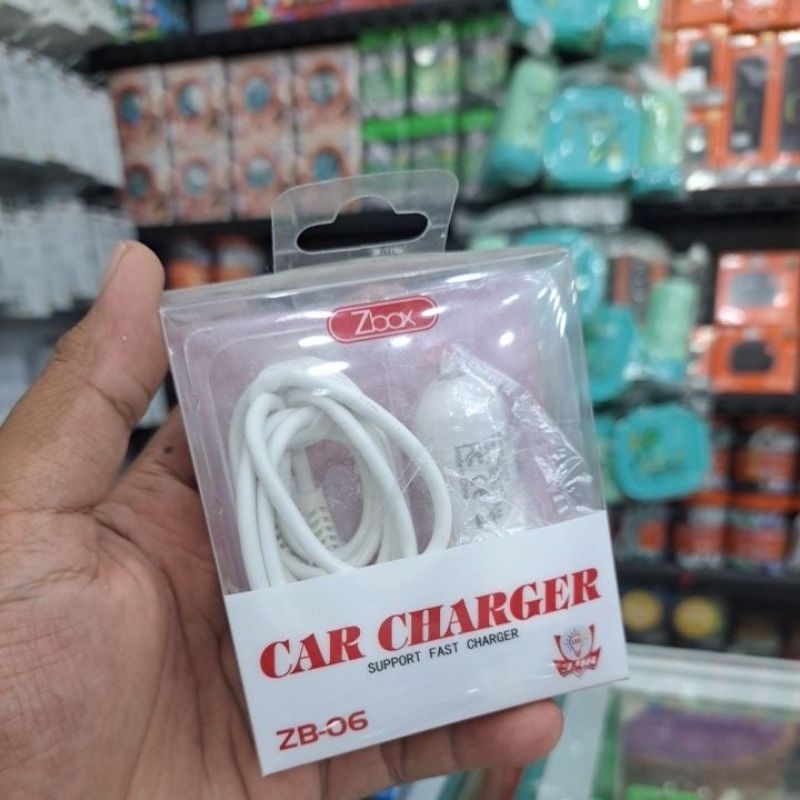 Zbox
CAR CHARGER
SUPPORT FAST CHARGER
ZB-06